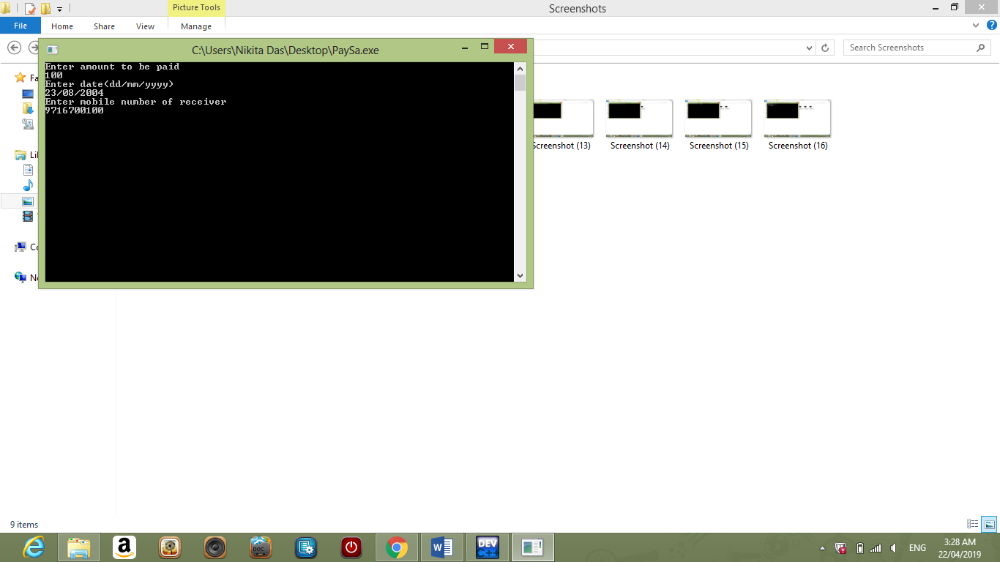 Picture Tools
Screenshots
File
Home
Share
View
Manage
C:\Users\Nikita Das\Desktop\PaySa.exe
Search Screenshots
Enter amount to be paid
100
Enter date(dd/mm/yyyy)
23/08/2004
Enter mobile number of receiver
9716700100
Fa
Lil
Co
Ne
Screenshot (13)
Screenshot (14)
Screenshot (15)
Screenshot (16)
9 items
DOC
DEV
C++
ENG
3:28 AM
22/04/2019